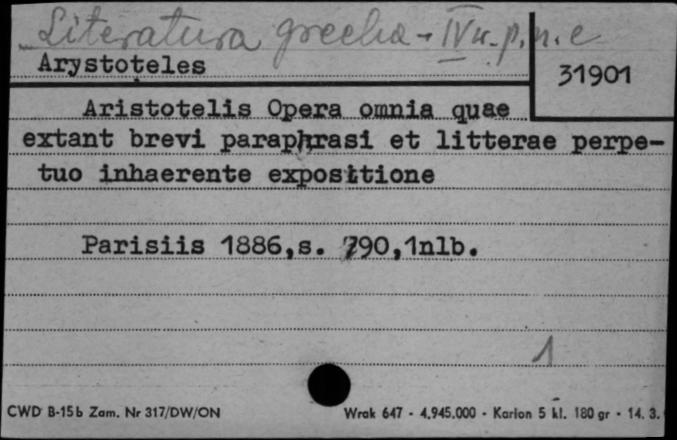 Literatura grecka - IV w. p.n.e
Arystoteles
31901
Aristotelis Opera omnia quae
extant brevi paraphrasi et litterae perpe-
tuo inhaerente expositione
Parisiis 1886,s. 790,1nlb.
1
CWD B-15b Zam. Nr 317/DW/ON
Wrak 647 - 4.945.000 - Karton 5 kl. 180 gr - 14. 3.